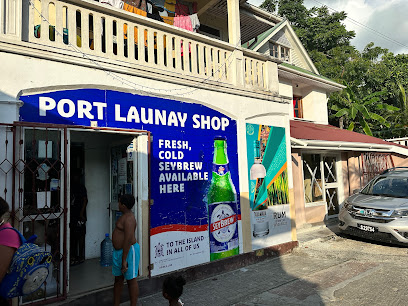 PORT LAUNAY SHOP
FRESH,
COLD
SEYBREW
AVAILABLE
HERE
SEYBREW
TO THE ISLAND
IN ALL OF US
RUM